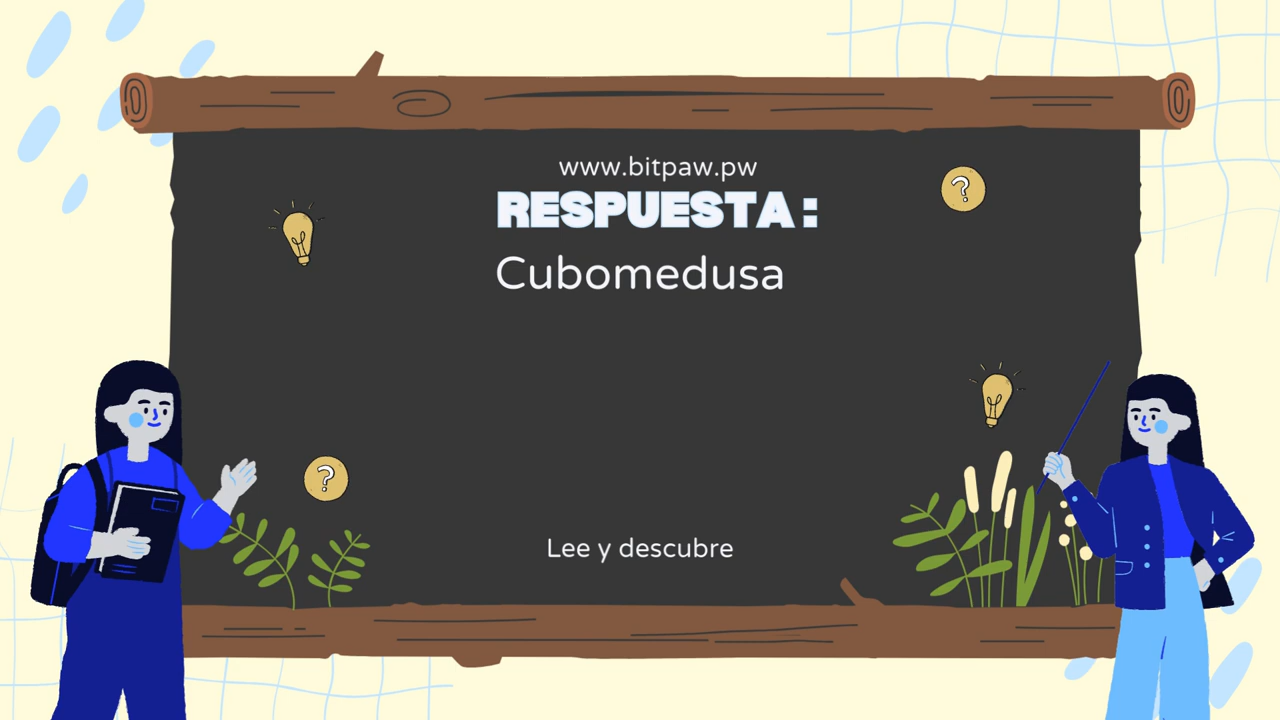 www.bitpaw.pw
RESPUESTA:
Cubomedusa
?
?
Lee y descubre